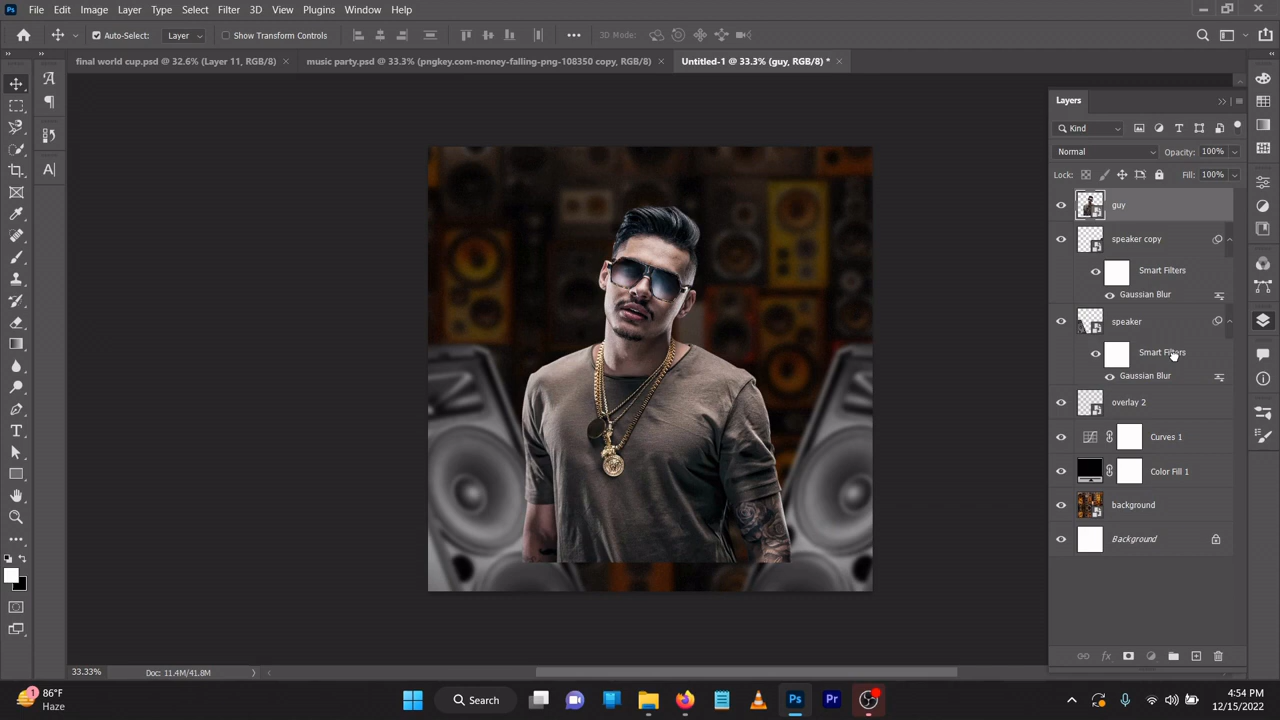 Ps File Edit Image Layer Type Select Filter 3D View Plugins Window Help
Auto-Select: Layer Show Transform Controls 3D Mode:
final world cup.psd @ 32.6% (Layer 11, RGB/8) × music party.psd @ 33.3% (pngkey.com-money-falling-png-108350 copy, RGB/8) × Untitled-1 @ 33.3% (guy, RGB/8) * ×
Layers
Kind
Normal Opacity: 100%
Lock: Fill: 100%
guy
speaker copy
Smart Filters
Gaussian Blur
speaker
Smart Filters
Gaussian Blur
overlay 2
Curves 1
Color Fill 1
background
Background
33.33% Doc: 11.4M/41.8M
1 86°F
Haze
Search
Ps Pr
4:54 PM
12/15/2022